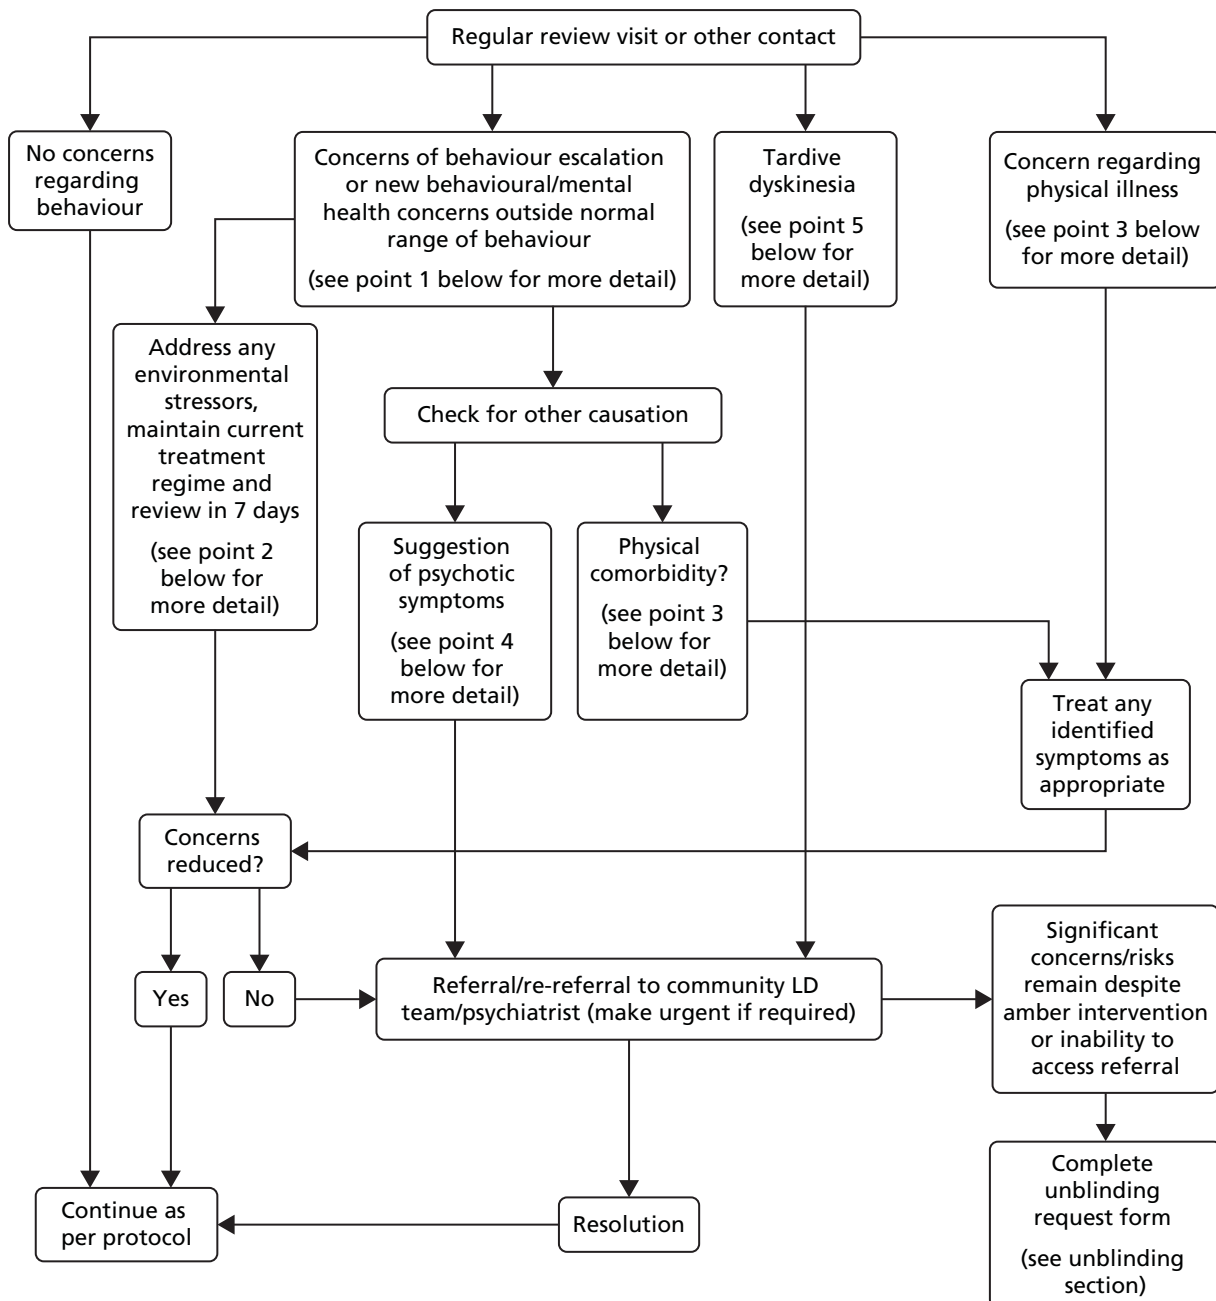 Regular review visit or other contact
No concerns
regarding
behaviour
Concerns of behaviour escalation
or new behavioural/mental
health concerns outside normal
range of behaviour
(see point 1 below for more detail)
Tardive
dyskinesia
(see point 5
below for
more detail)
Concern regarding
physical illness
(see point 3 below
for more detail)
Address any
environmental
stressors,
maintain current
treatment
regime and
review in 7 days
(see point 2
below for
more detail)
Check for other causation
Suggestion
of psychotic
symptoms
(see point 4
below for
more detail)
Physical
comorbidity?
(see point 3
below for
more detail)
Treat any
identified
symptoms as
appropriate
Concerns
reduced?
Yes
No
Referral/re-referral to community LD
team/psychiatrist (make urgent if required)
Significant
concerns/risks
remain despite
amber intervention
or inability to
access referral
Continue as
per protocol
Resolution
Complete
unblinding
request form
(see unblinding
section)